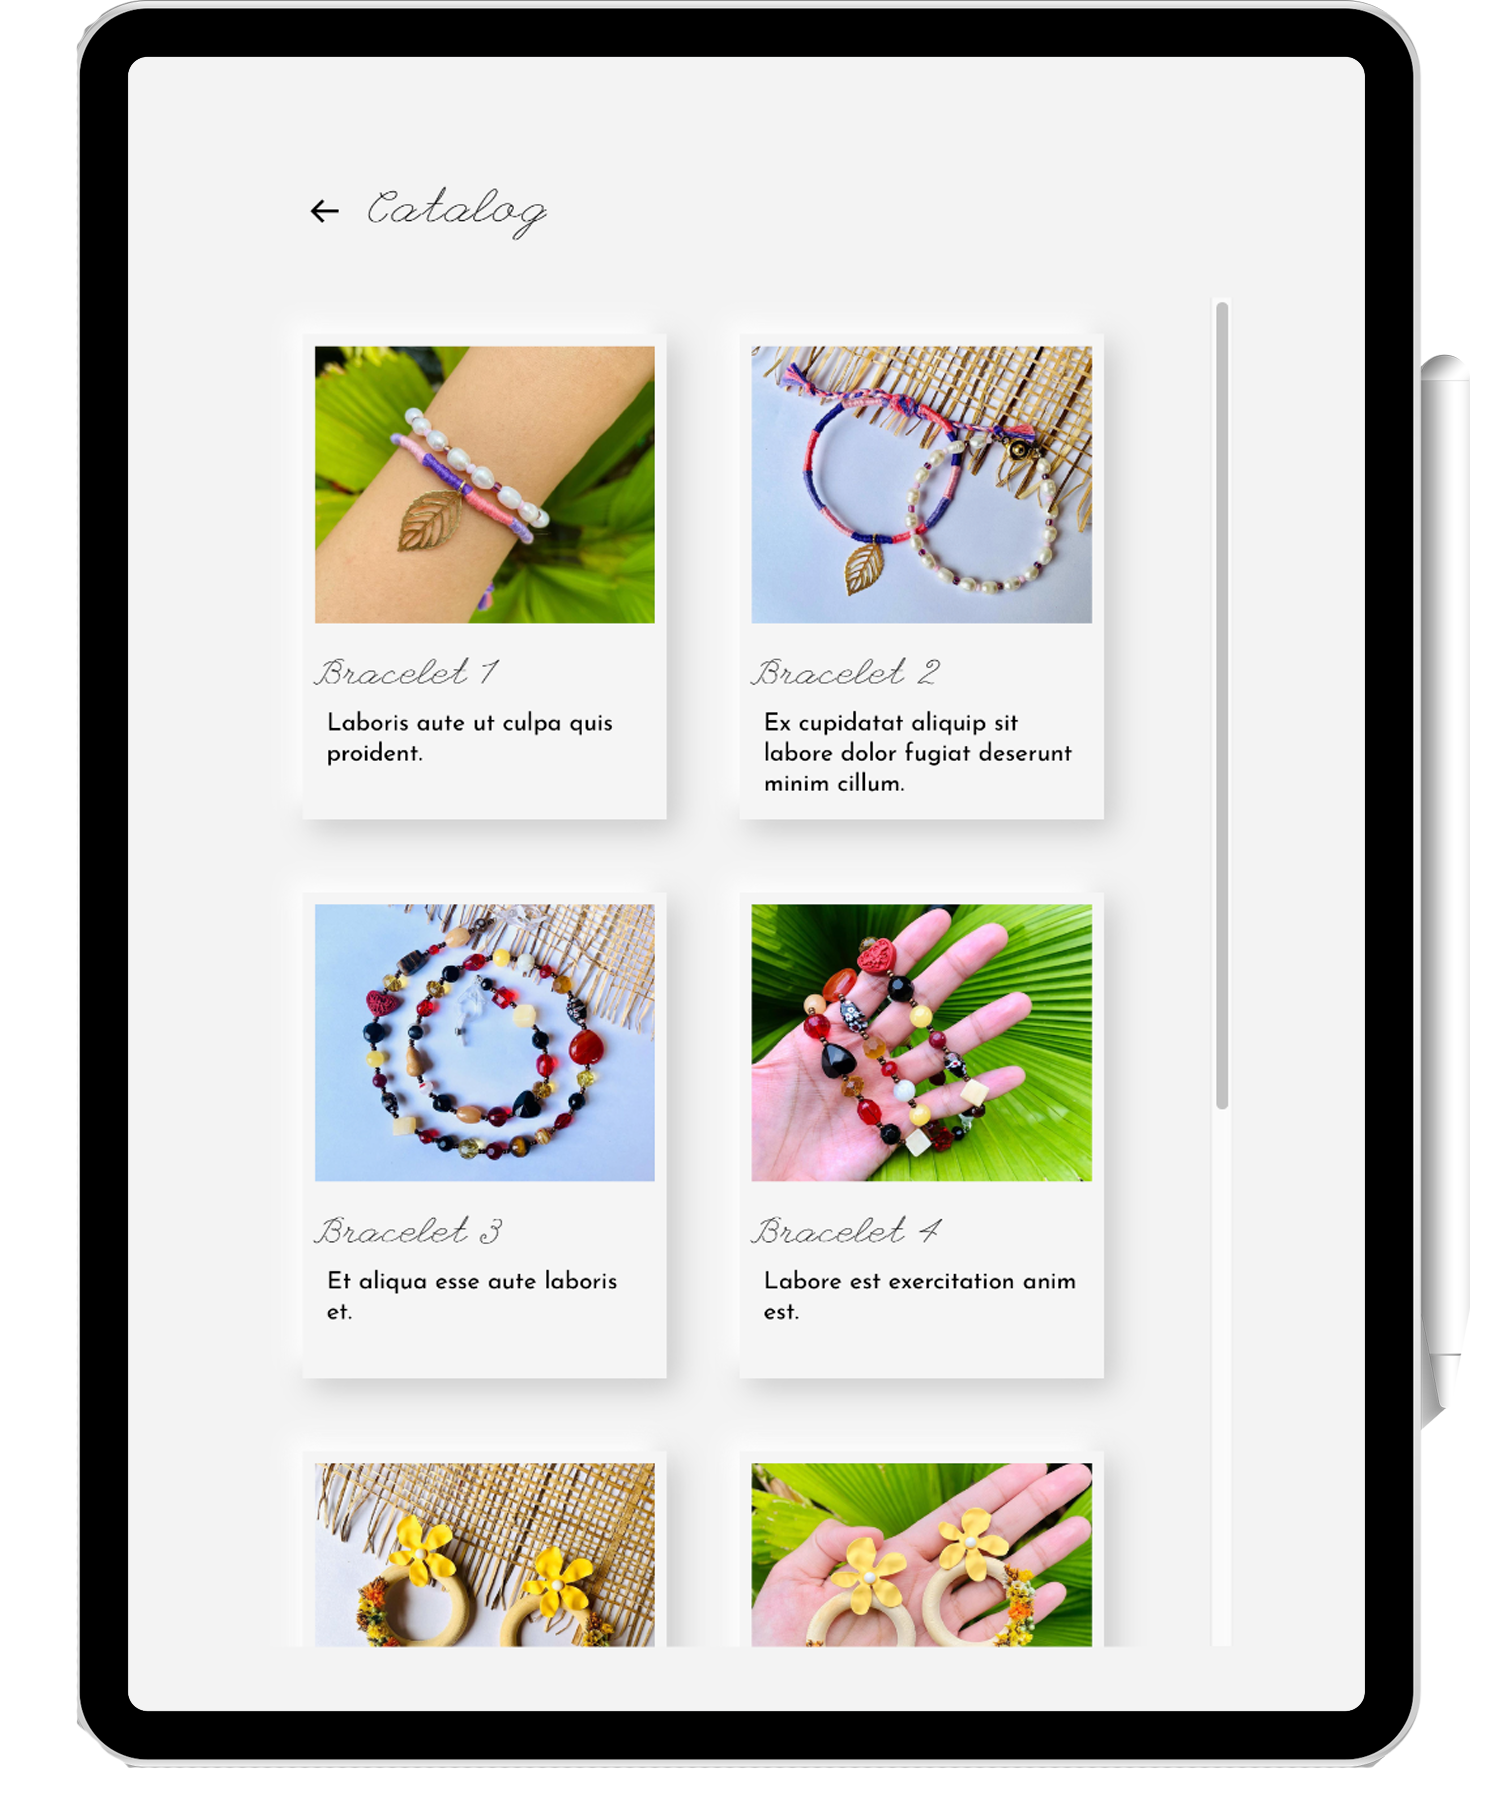 Catalog
Bracelet 1
Laboris aute ut culpa quis
proident.
Bracelet 2
Ex cupidatat aliquip sit
labore dolor fugiat deserunt
minim cillum.
Bracelet 3
Et aliqua esse aute laboris
et.
Bracelet 4
Labore est exercitation anim
est.